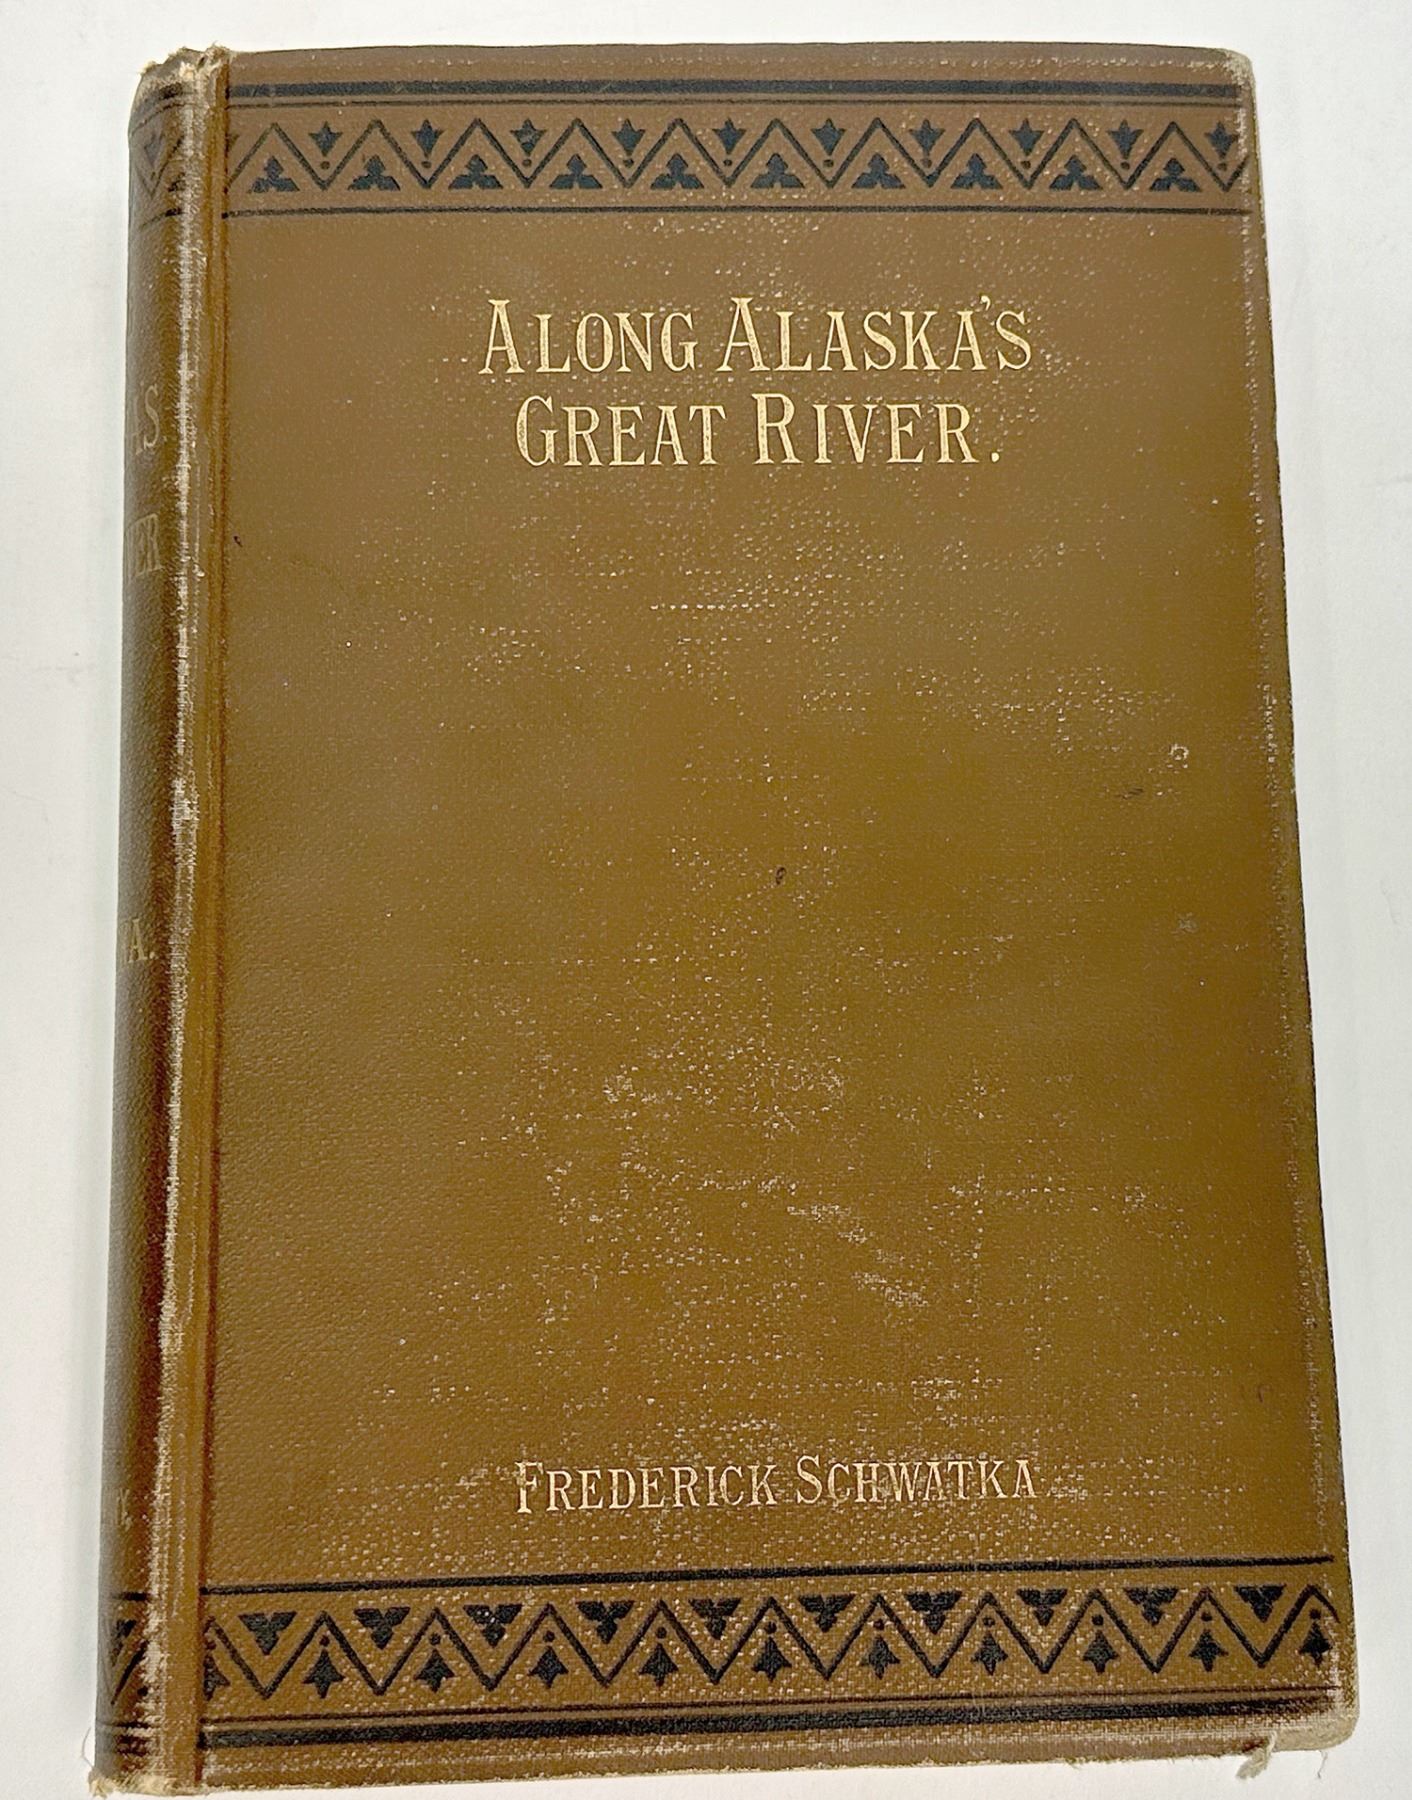 ALONG ALASKA'S
GREAT RIVER.
FREDERICK SCHWATKA